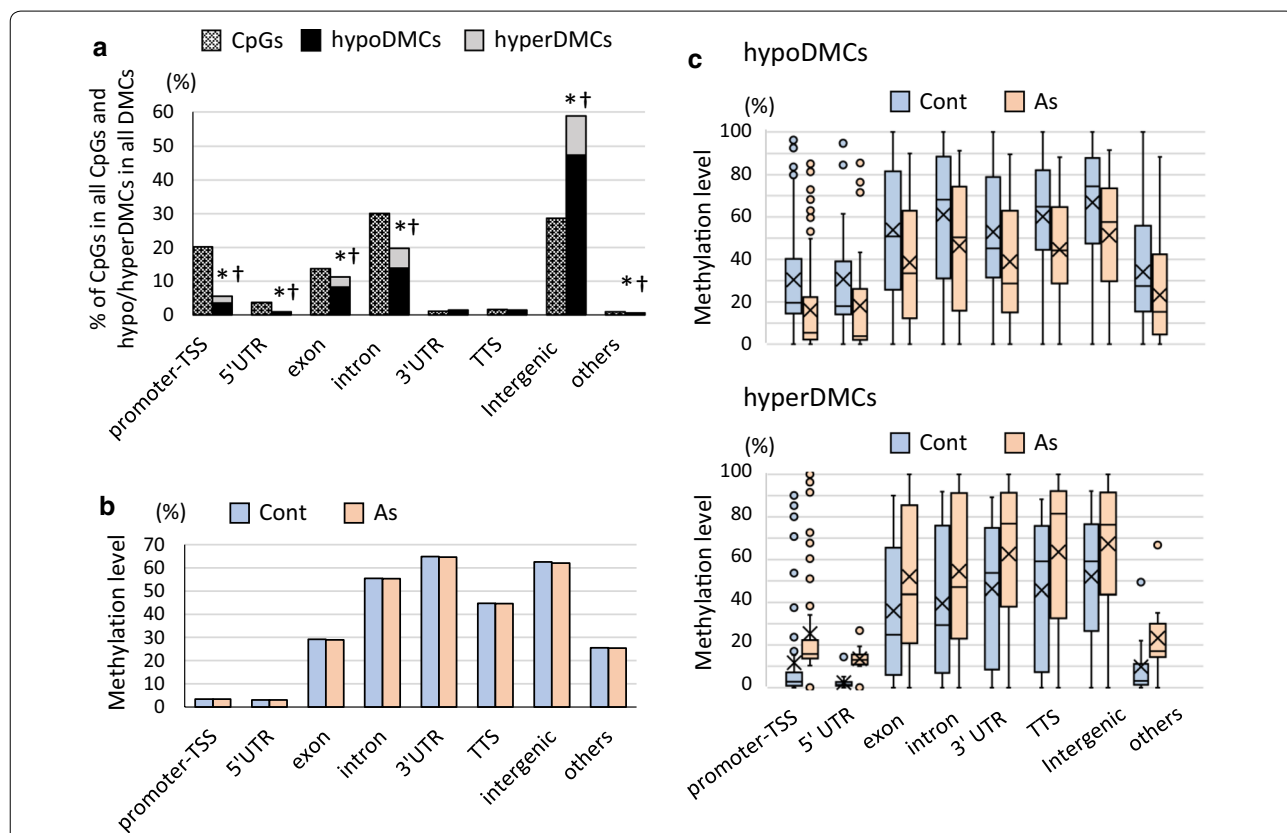 a
CpGs hypoDMCs hyperDMCs
% of CpGs in all CpGs and
hypo/hyperDMCs in all DMCs
(%)
60
50
40
30
20
10
0
*†
*†
*†
*†
*†
*†
promoter-TSS
5'UTR
exon
intron
3'UTR
TTS
Intergenic
others
b
(%)
Cont As
Methylation level
70
60
50
40
30
20
10
0
promoter-TSS
5'UTR
exon
intron
3'UTR
TTS
intergenic
others
c
hypoDMCs
(%)
Cont As
Methylation level
100
80
60
40
20
0
hyperDMCs
(%)
Cont As
Methylation level
100
80
60
40
20
0
promoter-TSS
5' UTR
exon
intron
3' UTR
TTS
Intergenic
others